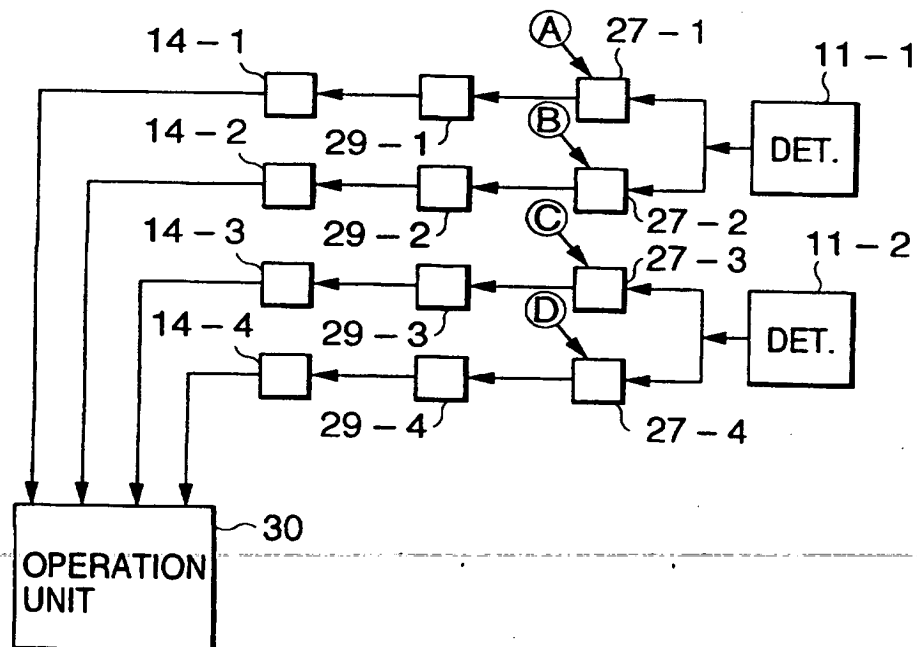 14-1
A
27-1
11-1
DET.
29-1
B
14-2
27-2
29-2
C
14-3
27-3
11-2
DET.
29-3
D
14-4
29-4
27-4
30
OPERATION
UNIT